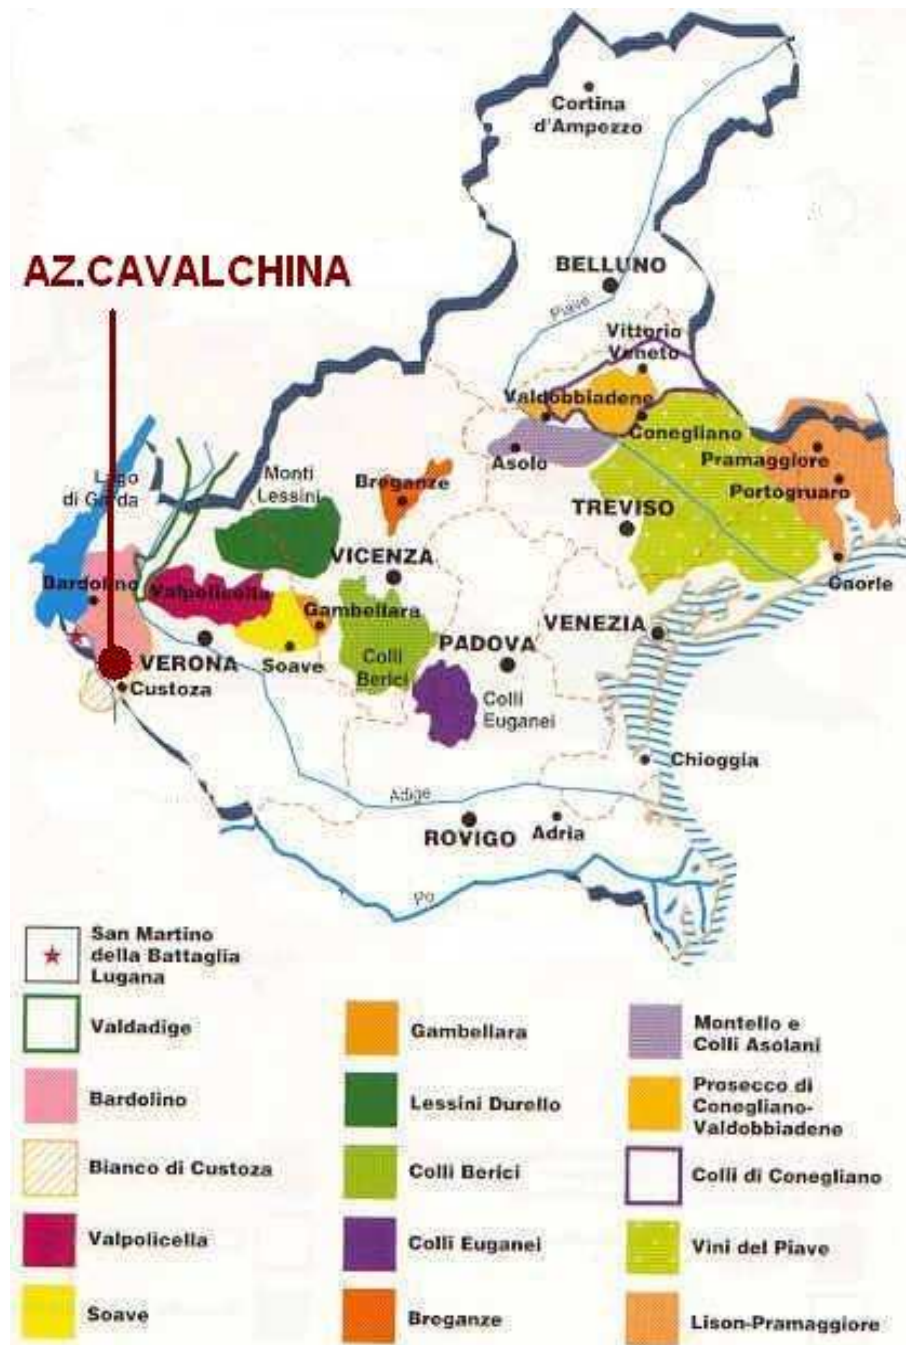 Cortina
d'Ampezzo
AZ.CAVALCHINA
BELLUNO
Piave
Vittorio
Veneto
Valdobbiadene
Conegliano
Asolo
Pramaggiore
Portogruaro
Lago
di Garda
Monti
Lessini
Breganze
TREVISO
VICENZA
Caorle
Bardolino
Valpolicella
Gambellara
VENEZIA
PADOVA
VERONA
Soave
Colli
Berici
Custoza
Colli
Euganei
Chioggia
Adige
ROVIGO
Adria
Po
San Martino
della Battaglia
Lugana
Valdadige
Bardolino
Bianco di Custoza
Valpolicella
Soave
Gambellara
Lessini Durello
Colli Berici
Colli Euganei
Breganze
Montello e
Colli Asolani
Prosecco di
Conegliano-
Valdobbiadene
Colli di Conegliano
Vini del Piave
Lison-Pramaggiore